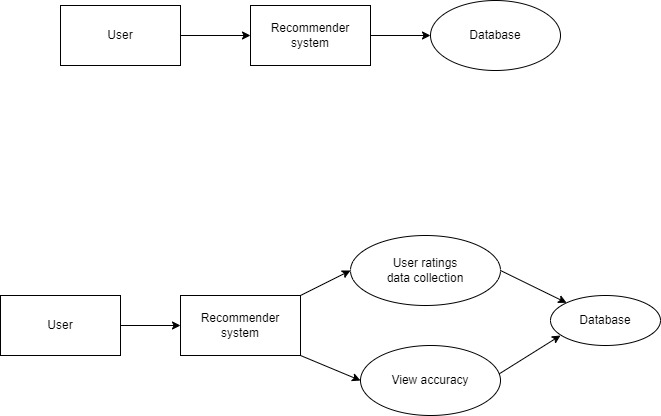 User
Recommender
system
Database
User ratings
data collection
User
Recommender
system
Database
View accuracy